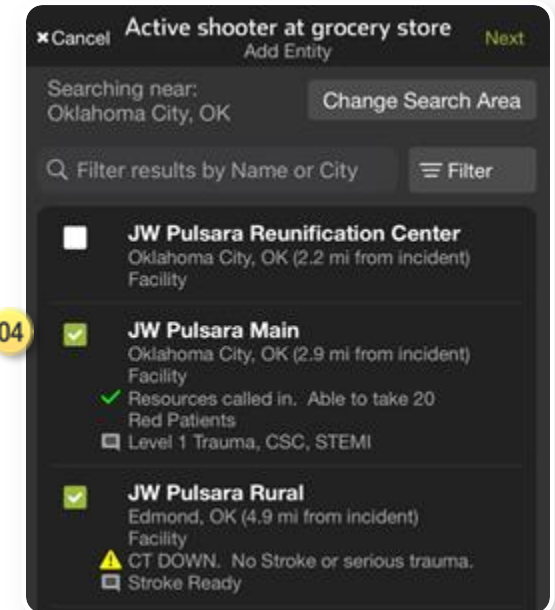 Active shooter at grocery store
Cancel
Add Entity
Next
Searching near:
Oklahoma City, OK
Change Search Area
Filter results by Name or City
Filter
JW Pulsara Reunification Center
Oklahoma City, OK (2.2 mi from incident)
Facility
04
JW Pulsara Main
Oklahoma City, OK (2.9 mi from incident)
Facility
Resources called in. Able to take 20
Red Patients
Level 1 Trauma, CSC, STEMI
JW Pulsara Rural
Edmond, OK (4.9 mi from incident)
Facility
CT DOWN. No Stroke or serious trauma.
Stroke Ready